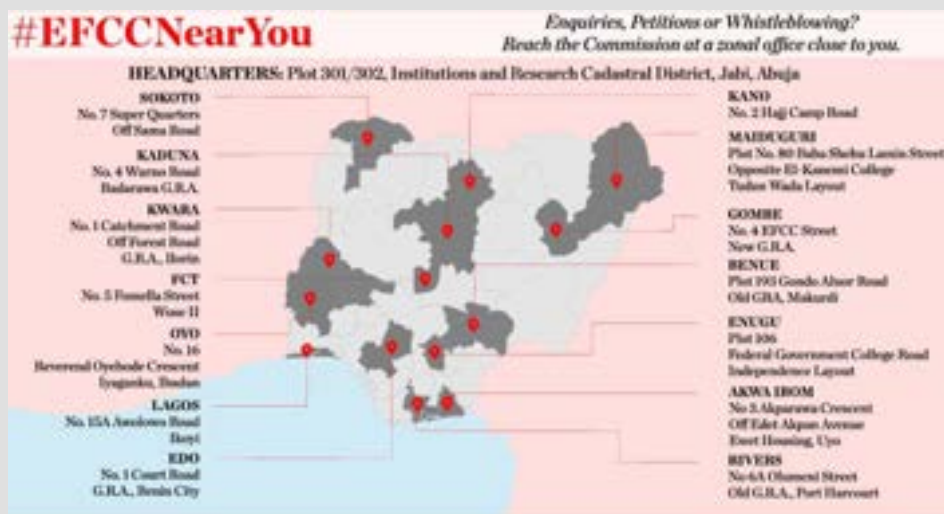 #EFCCNearYou
Enquiries, Petitions or Whistleblowing?
Reach the Commission at a zonal office close to you.
HEADQUARTERS: Plot 301/302, Institutions and Research Cadastral District, Jabi, Abuja
SOKOTO
No. 7 Super Quarters
Off Sama Road
KADUNA
No. 4 Wurno Road
Badarawa G.R.A.
KWARA
No. 1 Catchment Road
Off Forest Road
G.R.A., Ilorin
FCT
No. 5 Fomella Street
Wuse II
OYO
No. 16
Reverend Oyebode Crescent
Iyaganku, Ibadan
LAGOS
No. 15A Awolowo Road
Ikoyi
EDO
No. 1 Court Road
G.R.A., Benin City
KANO
No. 2 Hajj Camp Road
MAIDUGURI
Plot No. 80 Baba Shehu Lamin Street
Opposite El-Kanemi College
Tudun Wada Layout
GOMBE
No. 4 EFCC Street
New G.R.A.
BENUE
Plot 193 Gondo Aluor Road
Old GRA, Makurdi
ENUGU
Plot 106
Federal Government College Road
Independence Layout
AKWA IBOM
No 3 Akparawa Crescent
Off Edet Akpan Avenue
Ewet Housing, Uyo
RIVERS
No 6A Olumeni Street
Old G.R.A., Port Harcourt